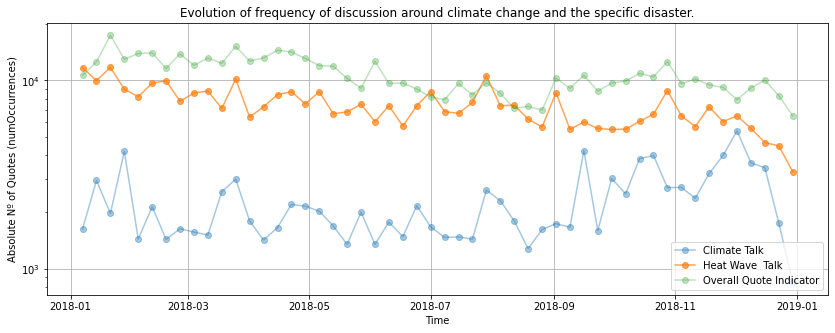 Evolution of frequency of discussion around climate change and the specific disaster.
Absolute Nº of Quotes (numOccurrences)
10⁴
10³
2018-01 2018-03 2018-05 2018-07 2018-09 2018-11 2019-01
Time
Climate Talk
Heat Wave  Talk
Overall Quote Indicator